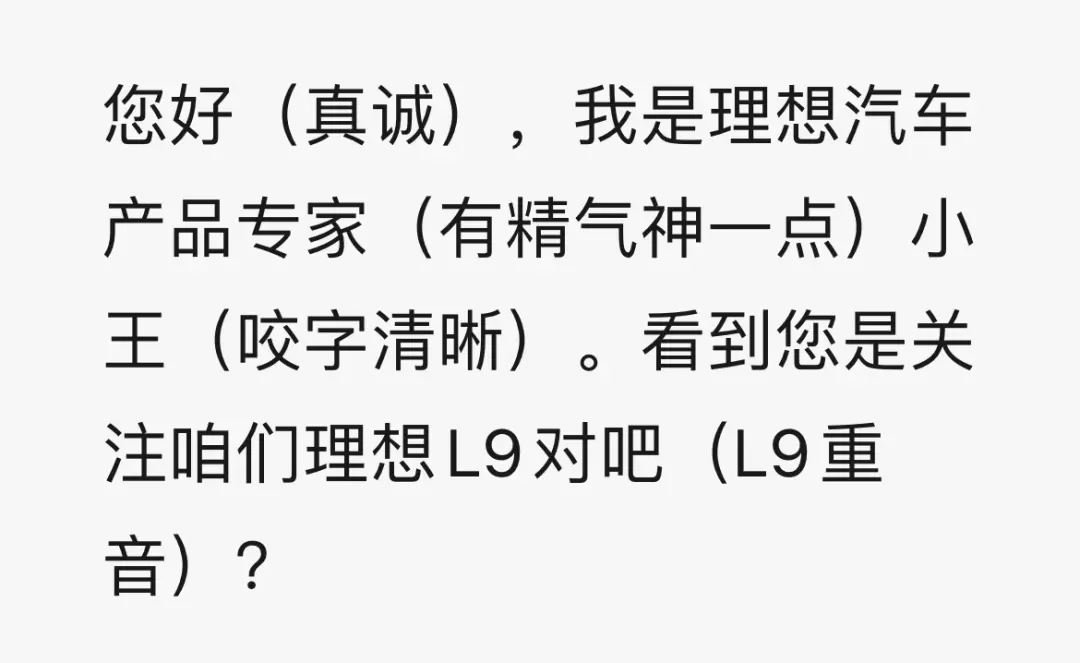 您好（真诚），我是理想汽车
产品专家（有精气神一点）小
王（咬字清晰）。看到您是关
注咱们理想L9对吧（L9重
音）？